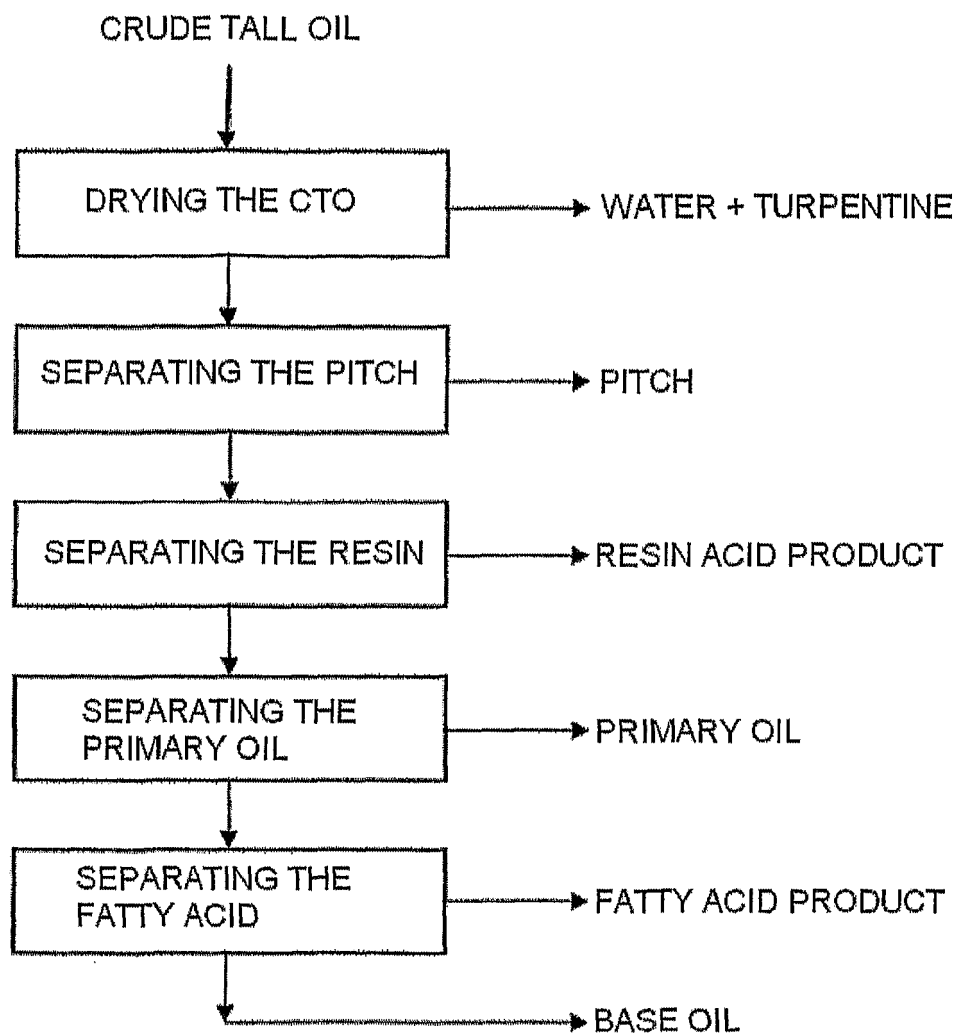 CRUDE TALL OIL
DRYING THE CTO
WATER + TURPENTINE
SEPARATING THE PITCH
PITCH
SEPARATING THE RESIN
RESIN ACID PRODUCT
SEPARATING THE
PRIMARY OIL
PRIMARY OIL
SEPARATING THE
FATTY ACID
FATTY ACID PRODUCT
BASE OIL